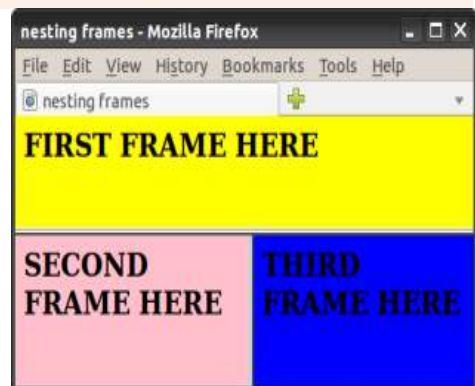 nesting frames - Mozilla Firefox
File Edit View History Bookmarks Tools Help
nesting frames
FIRST FRAME HERE
SECOND
FRAME HERE
THIRD
FRAME HERE